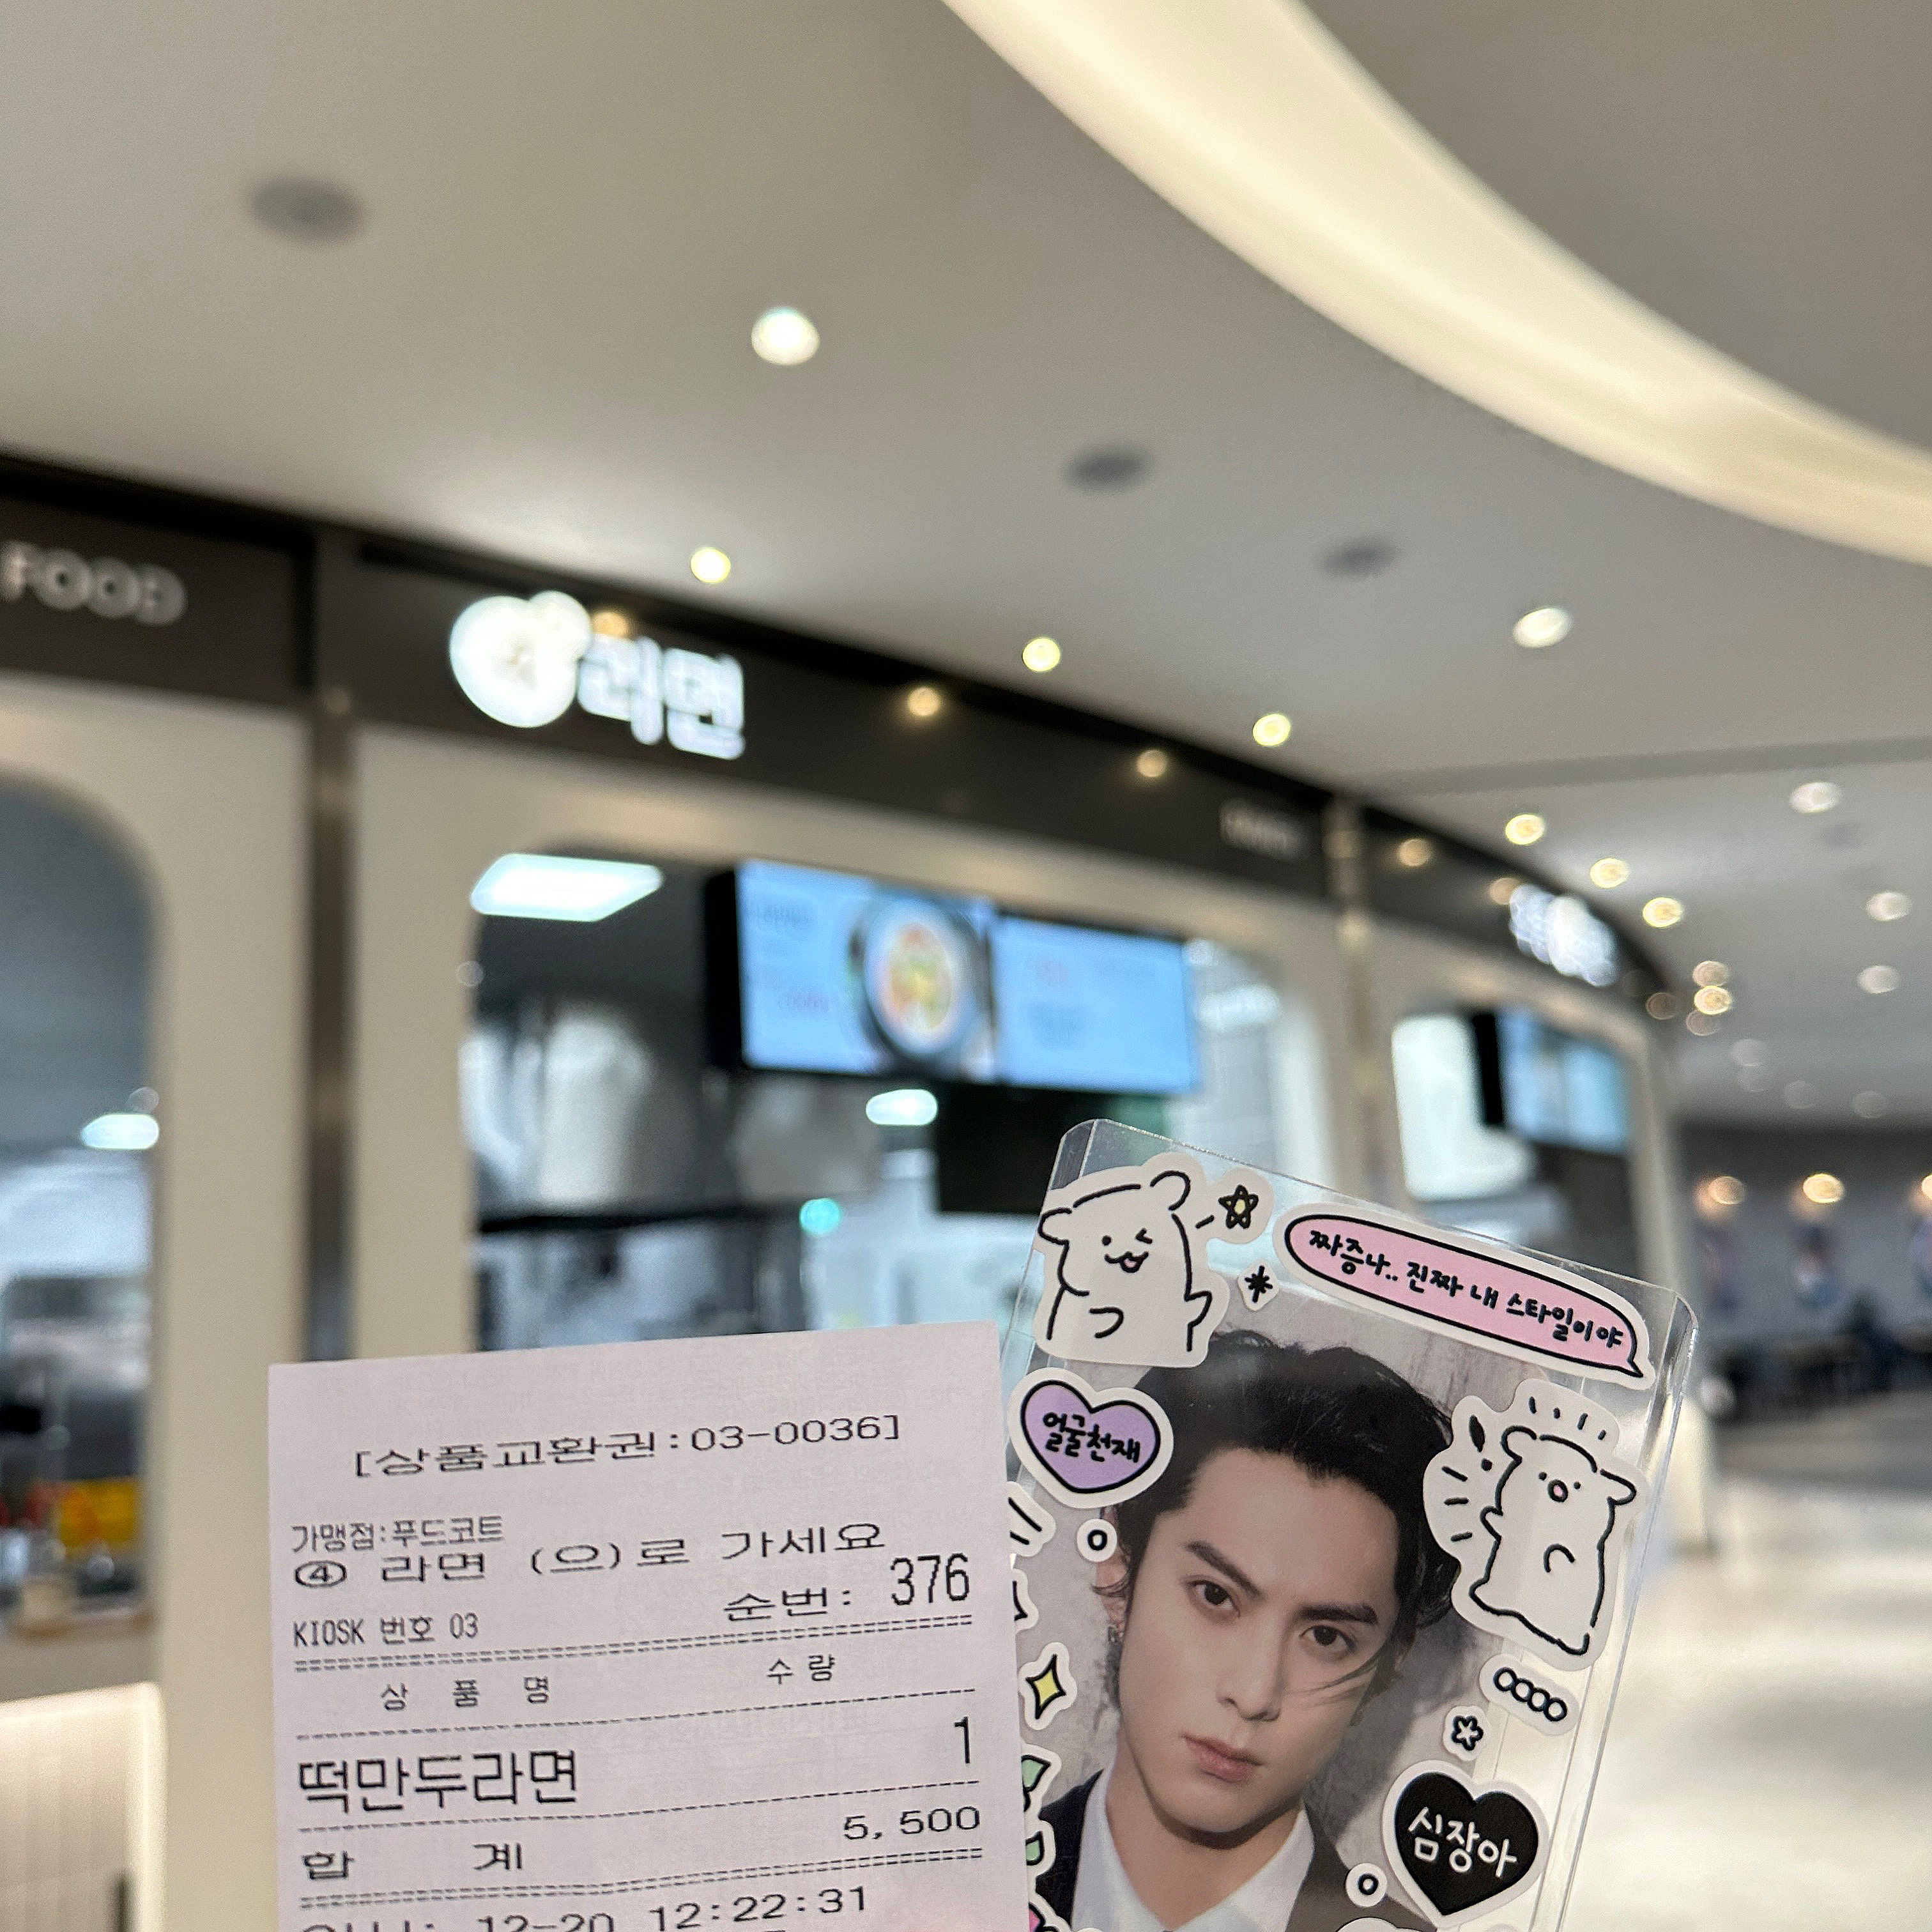 FOOD
4 라면
[상품교환권:03-0036]
가맹점:푸드코트
④ 라면 (으)로 가세요
순번: 376
KIOSK 번호 03
상 품 명 수량
떡만두라면 1
합 계 5,500
12-20 12:22:31
짜증나.. 진짜 내 스타일이야
얼굴천재
심장아